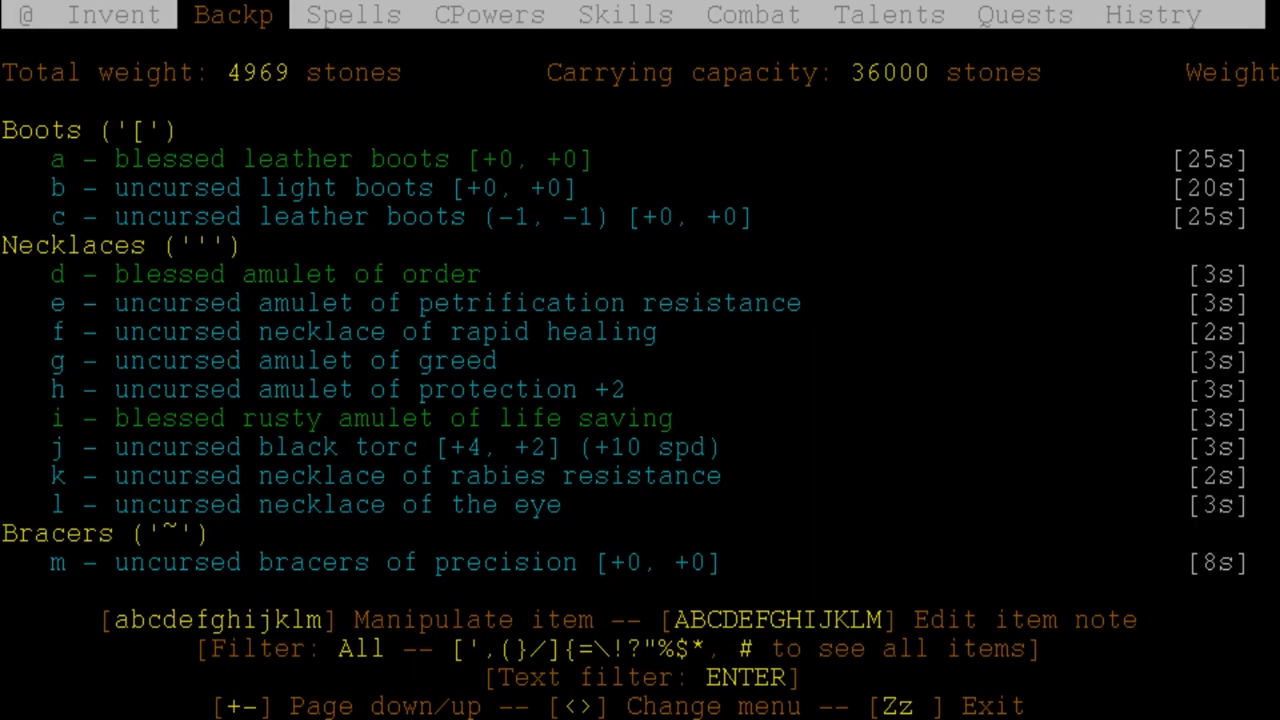 @ Invent Backp Spells CPowers Skills Combat Talents Quests Histry
Total weight: 4969 stones Carrying capacity: 36000 stones Weight
Boots ('[')
a - blessed leather boots [+0, +0] [25s]
b - uncursed light boots [+0, +0] [20s]
c - uncursed leather boots (-1, -1) [+0, +0] [25s]
Necklaces (''')
d - blessed amulet of order [3s]
e - uncursed amulet of petrification resistance [3s]
f - uncursed necklace of rapid healing [2s]
g - uncursed amulet of greed [3s]
h - uncursed amulet of protection +2 [3s]
i - blessed rusty amulet of life saving [3s]
j - uncursed black torc [+4, +2] (+10 spd) [3s]
k - uncursed necklace of rabies resistance [2s]
l - uncursed necklace of the eye [3s]
Bracers ('~')
m - uncursed bracers of precision [+0, +0] [8s]
[abcdefghijklm] Manipulate item -- [ABCDEFGHIJKLM] Edit item note
[Filter: All -- [',(}/]{=\!?"%$*, # to see all items]
[Text filter: ENTER]
[+-] Page down/up -- [<>] Change menu -- [Zz ] Exit